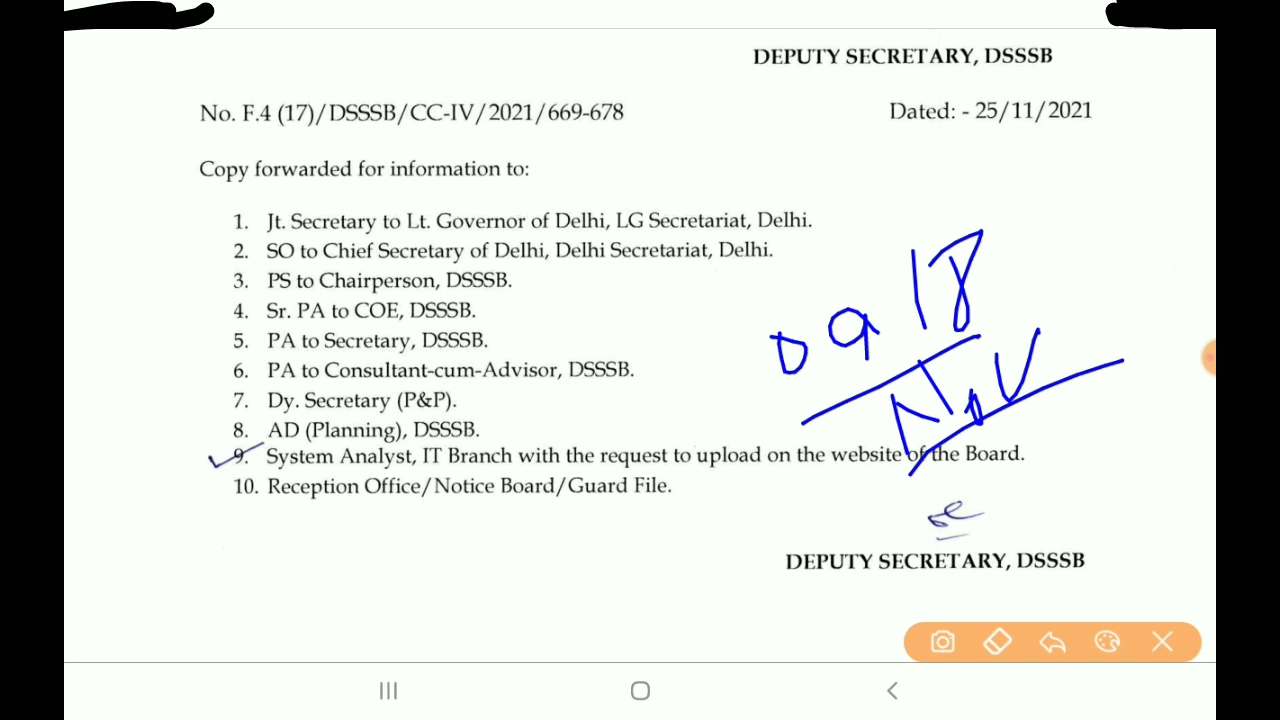 DEPUTY SECRETARY, DSSSB
No. F.4 (17)/DSSSB/CC-IV/2021/669-678 Dated: - 25/11/2021
Copy forwarded for information to:
1. Jt. Secretary to Lt. Governor of Delhi, LG Secretariat, Delhi.
2. SO to Chief Secretary of Delhi, Delhi Secretariat, Delhi.
3. PS to Chairperson, DSSSB.
4. Sr. PA to COE, DSSSB.
5. PA to Secretary, DSSSB.
6. PA to Consultant-cum-Advisor, DSSSB.
7. Dy. Secretary (P&P).
8. AD (Planning), DSSSB.
9. System Analyst, IT Branch with the request to upload on the website of the Board.
10. Reception Office/Notice Board/Guard File.
09 18
Nov
DEPUTY SECRETARY, DSSSB